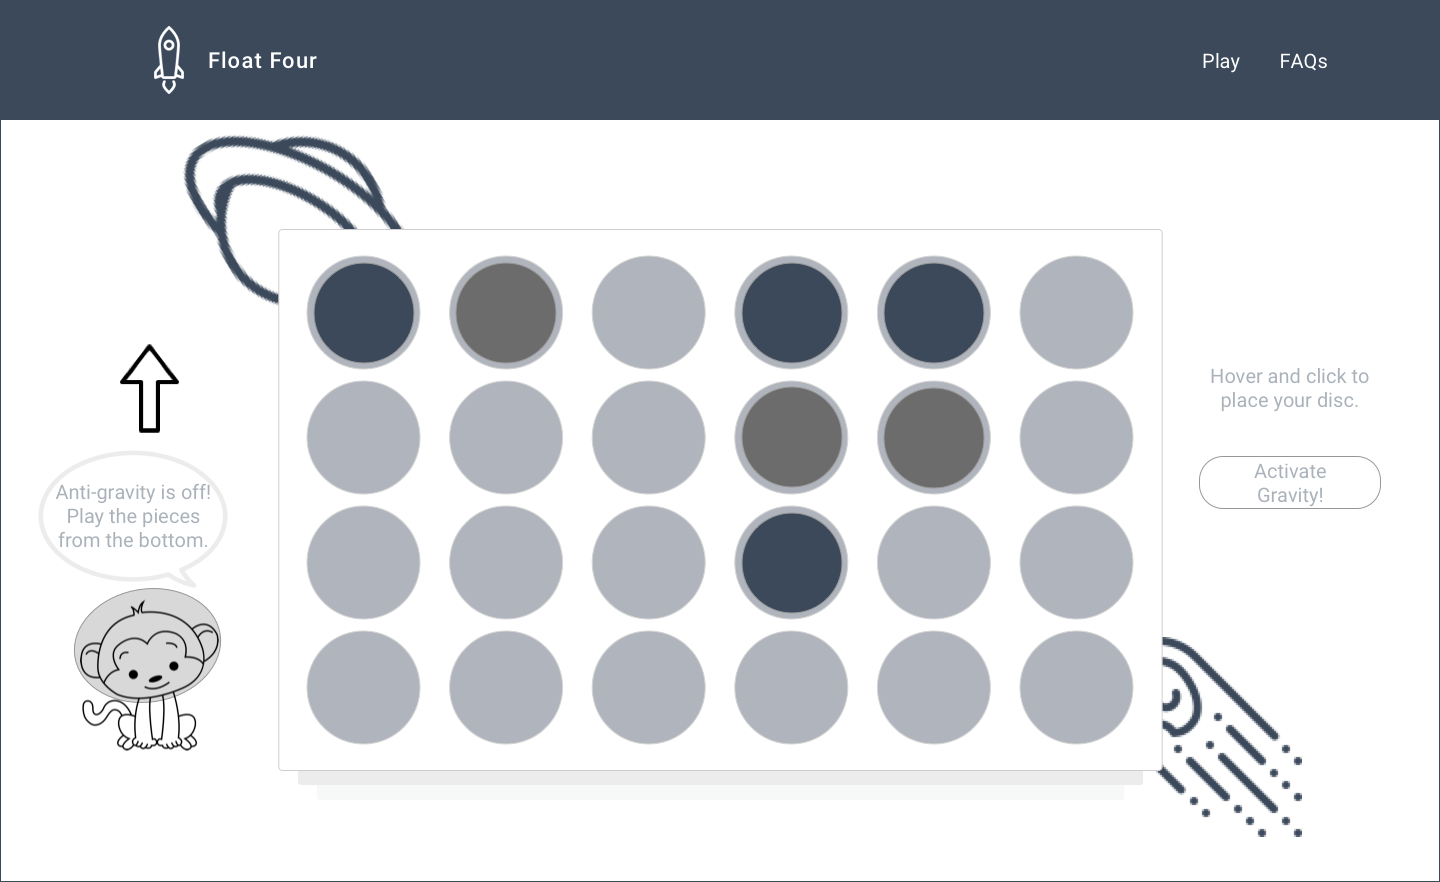 Float Four
Play
FAQs
Hover and click to
place your disc.
Activate
Gravity!
Anti-gravity is off!
Play the pieces
from the bottom.